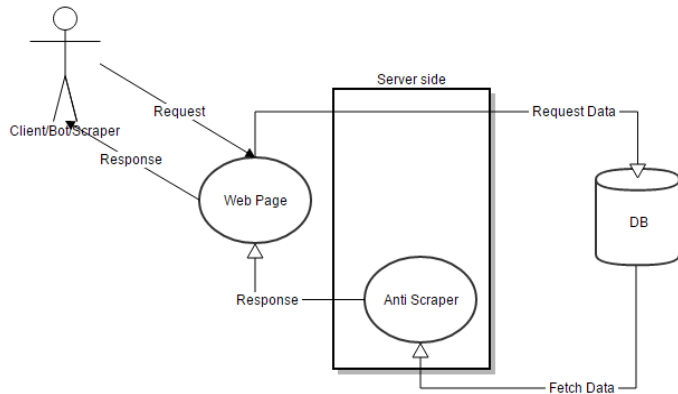 Server side
Request
Request Data
Client/Bot/Scraper
Response
Web Page
DB
Response
Anti Scraper
Fetch Data